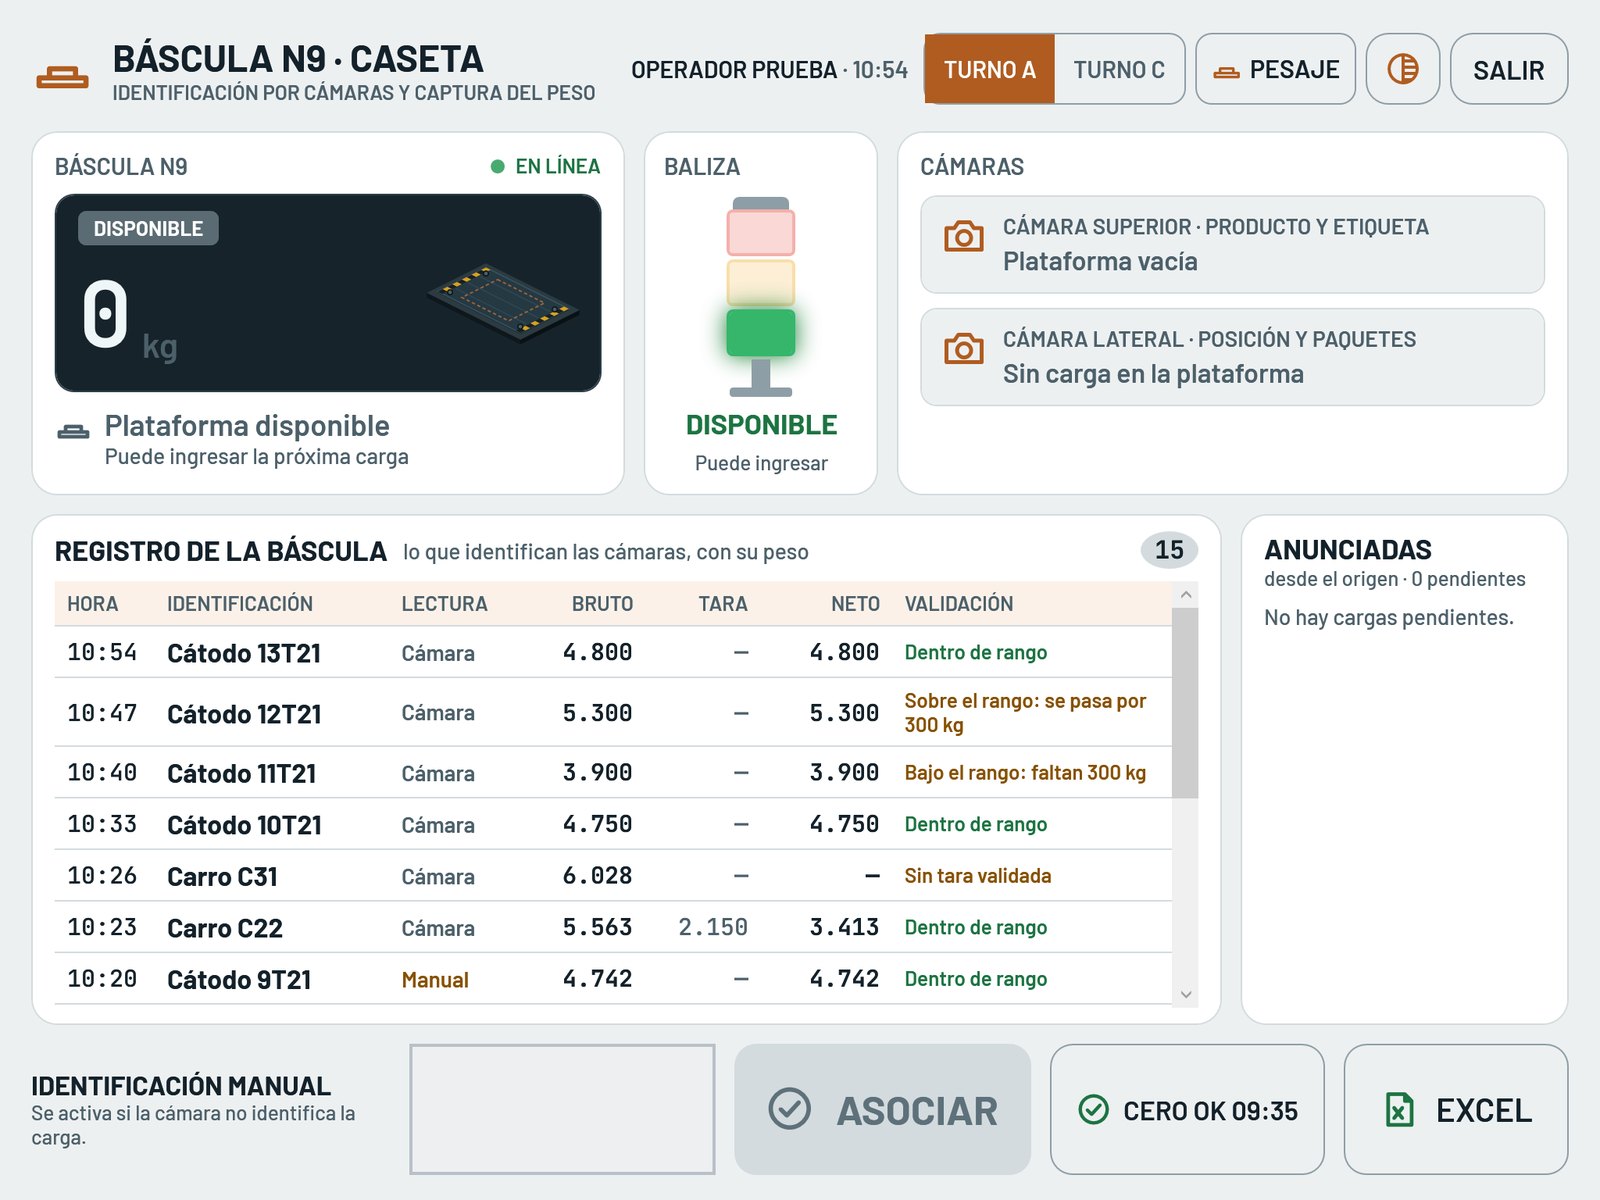 BÁSCULA N9 · CASETA
IDENTIFICACIÓN POR CÁMARAS Y CAPTURA DEL PESO
OPERADOR PRUEBA · 10:54
TURNO A
TURNO C
PESAJE
SALIR
BÁSCULA N9
EN LÍNEA
DISPONIBLE
0 kg
Plataforma disponible
Puede ingresar la próxima carga
BALIZA
DISPONIBLE
Puede ingresar
CÁMARAS
CÁMARA SUPERIOR · PRODUCTO Y ETIQUETA
Plataforma vacía
CÁMARA LATERAL · POSICIÓN Y PAQUETES
Sin carga en la plataforma
REGISTRO DE LA BÁSCULA lo que identifican las cámaras, con su peso 15
HORA IDENTIFICACIÓN LECTURA BRUTO TARA NETO VALIDACIÓN
10:54 Cátodo 13T21 Cámara 4.800 — 4.800 Dentro de rango
10:47 Cátodo 12T21 Cámara 5.300 — 5.300 Sobre el rango: se pasa por
300 kg
10:40 Cátodo 11T21 Cámara 3.900 — 3.900 Bajo el rango: faltan 300 kg
10:33 Cátodo 10T21 Cámara 4.750 — 4.750 Dentro de rango
10:26 Carro C31 Cámara 6.028 — — Sin tara validada
10:23 Carro C22 Cámara 5.563 2.150 3.413 Dentro de rango
10:20 Cátodo 9T21 Manual 4.742 — 4.742 Dentro de rango
ANUNCIADAS
desde el origen · 0 pendientes
No hay cargas pendientes.
IDENTIFICACIÓN MANUAL
Se activa si la cámara no identifica la
carga.
ASOCIAR
CERO OK 09:35
EXCEL